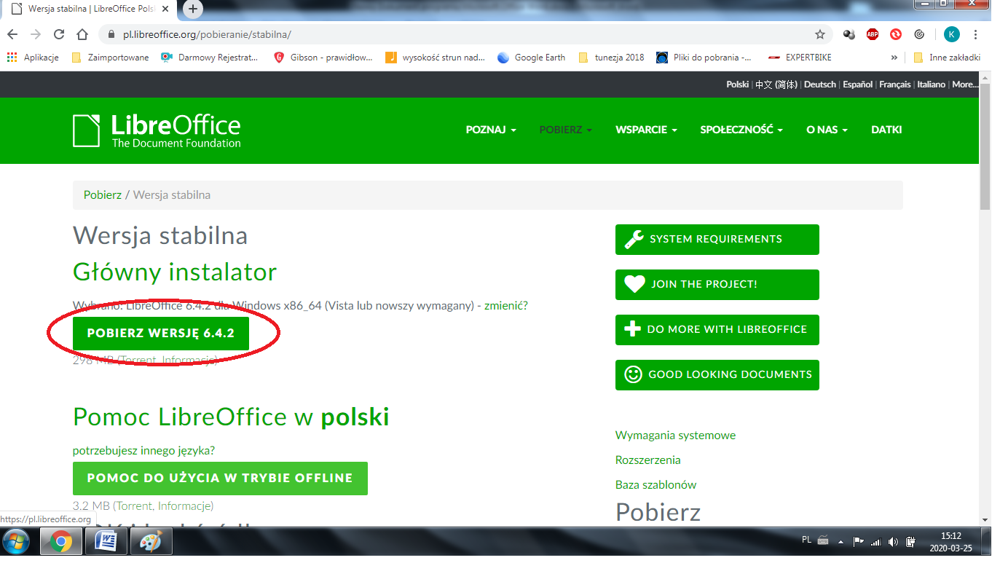 Wersja stabilna | LibreOffice Pols
pl.libreoffice.org/pobieranie/stabilna/
ABP
K
Aplikacje
Zaimportowane
Darmowy Rejestrat...
Gibson - prawidłow...
wysokość strun nad...
Google Earth
tunezja 2018
Pliki do pobrania -...
EXPERTBIKE
»
Inne zakładki
Polski | 中文 (简体) | Deutsch | Español | Français | Italiano | More...
LibreOffice
The Document Foundation
POZNAJ
POBIERZ
WSPARCIE
SPOŁECZNOŚĆ
O NAS
DATKI
Pobierz / Wersja stabilna
Wersja stabilna
Główny instalator
Wybrano: LibreOffice 6.4.2 dla Windows x86_64 (Vista lub nowszy wymagany) - zmienić?
POBIERZ WERSJĘ 6.4.2
298 MB (Torrent, Informacje)
Pomoc LibreOffice w polski
potrzebujesz innego języka?
POMOC DO UŻYCIA W TRYBIE OFFLINE
3.2 MB (Torrent, Informacje)
SYSTEM REQUIREMENTS
JOIN THE PROJECT!
DO MORE WITH LIBREOFFICE
GOOD LOOKING DOCUMENTS
Wymagania systemowe
Rozszerzenia
Baza szablonów
Pobierz
https://pl.libreoffice.org
PL
15:12
2020-03-25